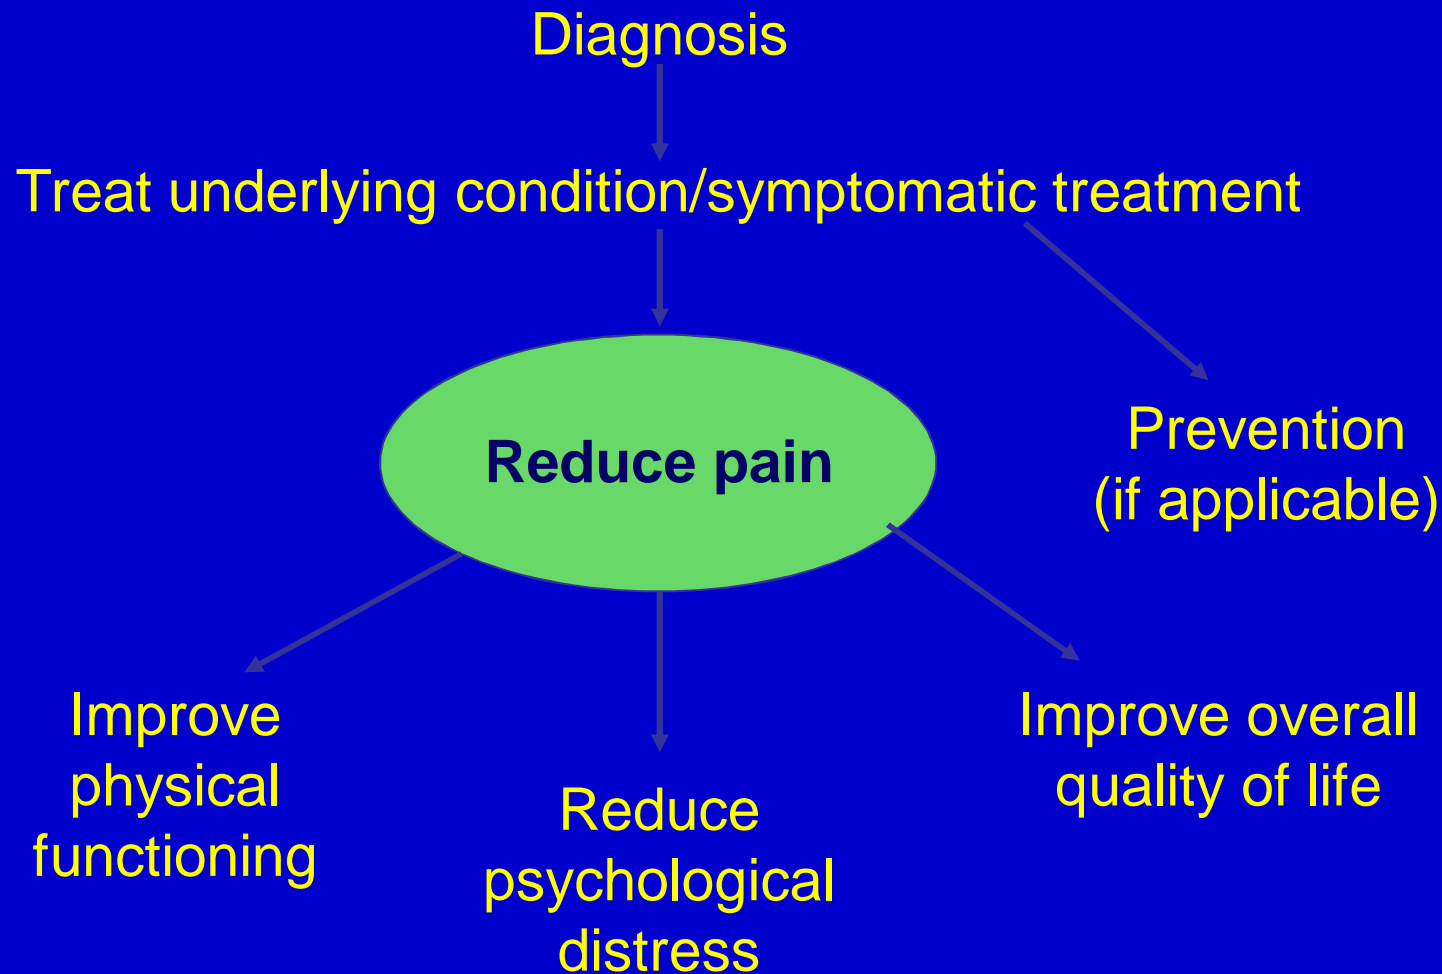 Diagnosis
Treat underlying condition/symptomatic treatment
Reduce pain
Prevention
(if applicable)
Improve
physical
functioning
Reduce
psychological
distress
Improve overall
quality of life